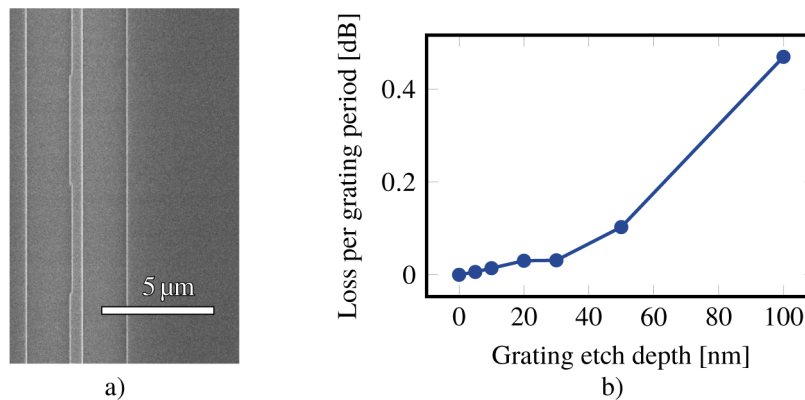 5 μm
a)
Loss per grating period [dB]
0.4
0.2
0
0
20
40
60
80
100
Grating etch depth [nm]
b)